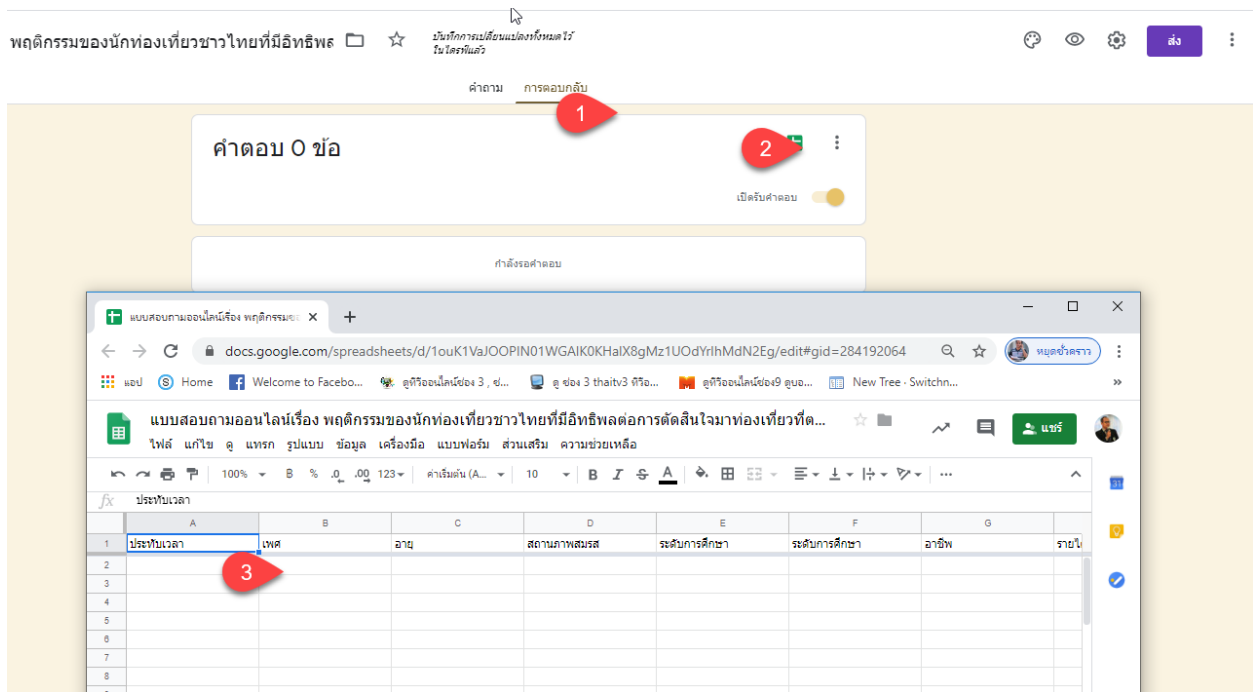 พฤติกรรมของนักท่องเที่ยวชาวไทยที่มีอิทธิพล
บันทึกการเปลี่ยนแปลงทั้งหมดไว้
ในไดรฟ์แล้ว
ส่ง
คำถาม การตอบกลับ
1
คำตอบ 0 ข้อ
2
เปิดรับคำตอบ
กำลังรอคำตอบ
แบบสอบถามออนไลน์เรื่อง พฤติกรรมขอ
docs.google.com/spreadsheets/d/1ouK1VaJOOPIN01WGAIK0KHalX8gMz1UOdYrIhMdN2Eg/edit#gid=284192064
หยุดชั่วคราว
แอป Home Welcome to Facebo... ดูทีวีออนไลน์ช่อง 3 , ช่... ดู ช่อง 3 thaitv3 ทีวีอ... ดูทีวีออนไลน์ช่อง9 ดูบอ... New Tree - Switchn... »
แบบสอบถามออนไลน์เรื่อง พฤติกรรมของนักท่องเที่ยวชาวไทยที่มีอิทธิพลต่อการตัดสินใจมาท่องเที่ยวที่ต...
แชร์
ไฟล์ แก้ไข ดู แทรก รูปแบบ ข้อมูล เครื่องมือ แบบฟอร์ม ส่วนเสริม ความช่วยเหลือ
100% B % .0 .00 123 ค่าเริ่มต้น (A... 10 B I S A ...
31
fx ประทับเวลา
A B C D E F G
1 ประทับเวลา เพศ อายุ สถานภาพสมรส ระดับการศึกษา ระดับการศึกษา อาชีพ รายไ
2
3
3
4
5
6
7
8